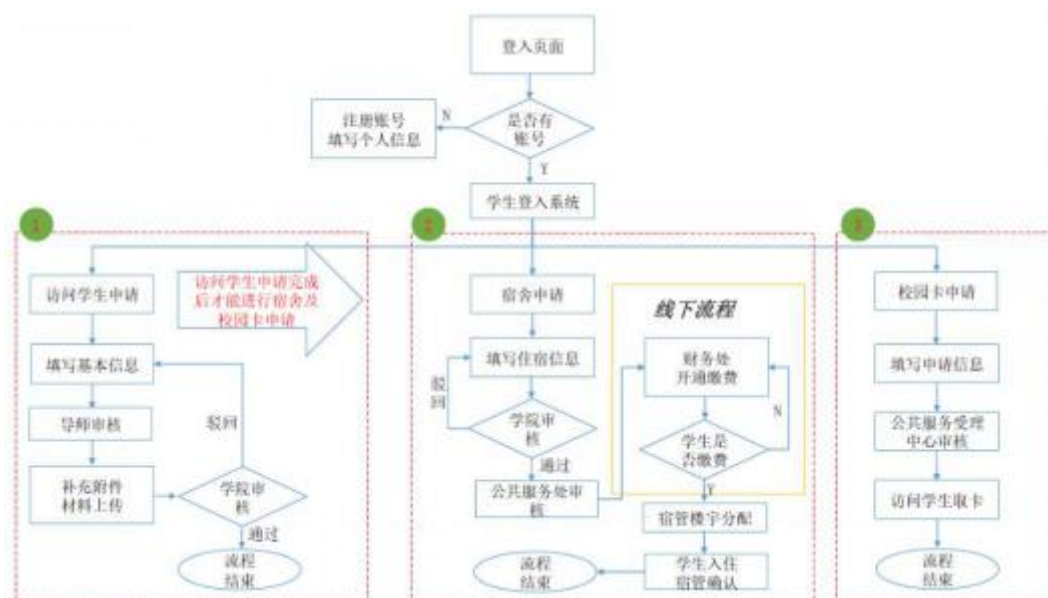 登入页面
是否有
账号
N
注册账号
填写个人信息
Y
学生登入系统
1
2
3
访问学生申请
访问学生申请完成
后才能进行宿舍及
校园卡申请
填写基本信息
导师审核
驳回
补充附件
材料上传
学院审
核
通过
流程
结束
宿舍申请
线下流程
填写住宿信息
驳
回
学院审
核
通过
公共服务处审
核
财务处
开通缴费
N
学生是
否缴费
Y
宿管楼宇分配
学生入住
宿管确认
流程
结束
校园卡申请
填写申请信息
公共服务受理
中心审核
访问学生取卡
流程
结束